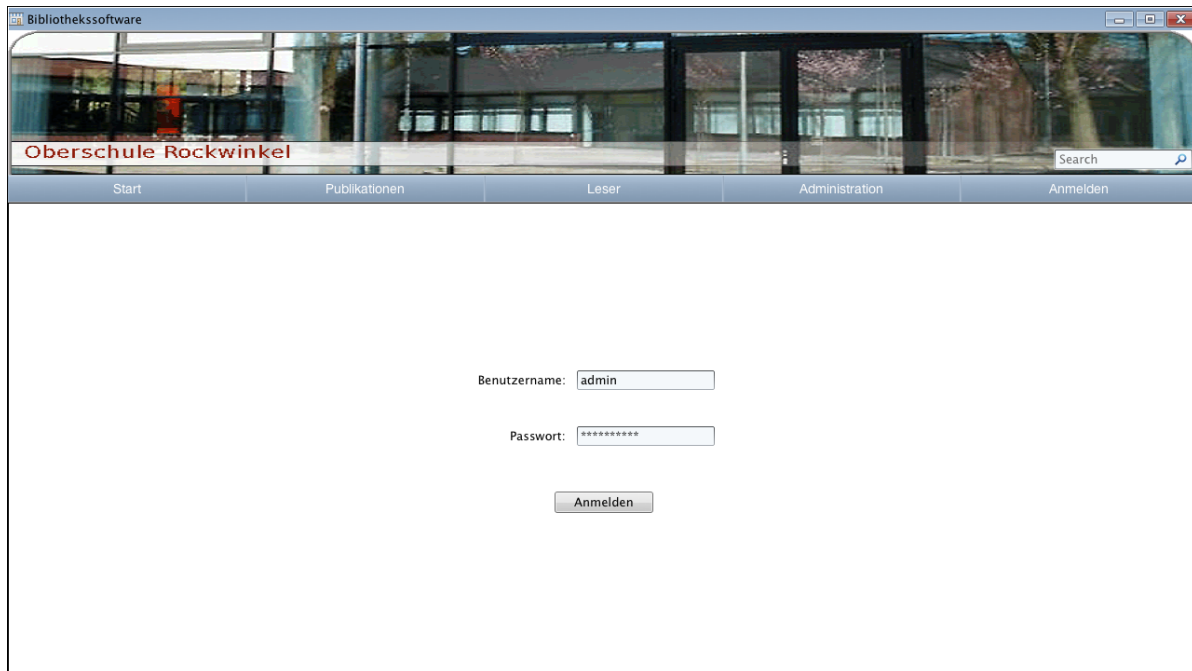 Bibliothekssoftware
Oberschule Rockwinkel
Search
Start Publikationen Leser Administration Anmelden
Benutzername: admin
Passwort: **********
Anmelden